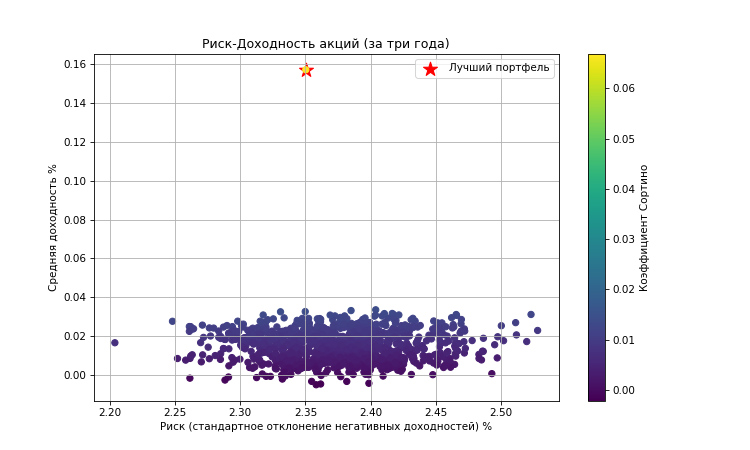 Риск-Доходность акций (за три года)
Лучший портфель
Средняя доходность %
0.16
0.14
0.12
0.10
0.08
0.06
0.04
0.02
0.00
2.20 2.25 2.30 2.35 2.40 2.45 2.50
Риск (стандартное отклонение негативных доходностей) %
0.06
0.05
0.04
0.03
0.02
0.01
0.00
Коэффициент Сортино